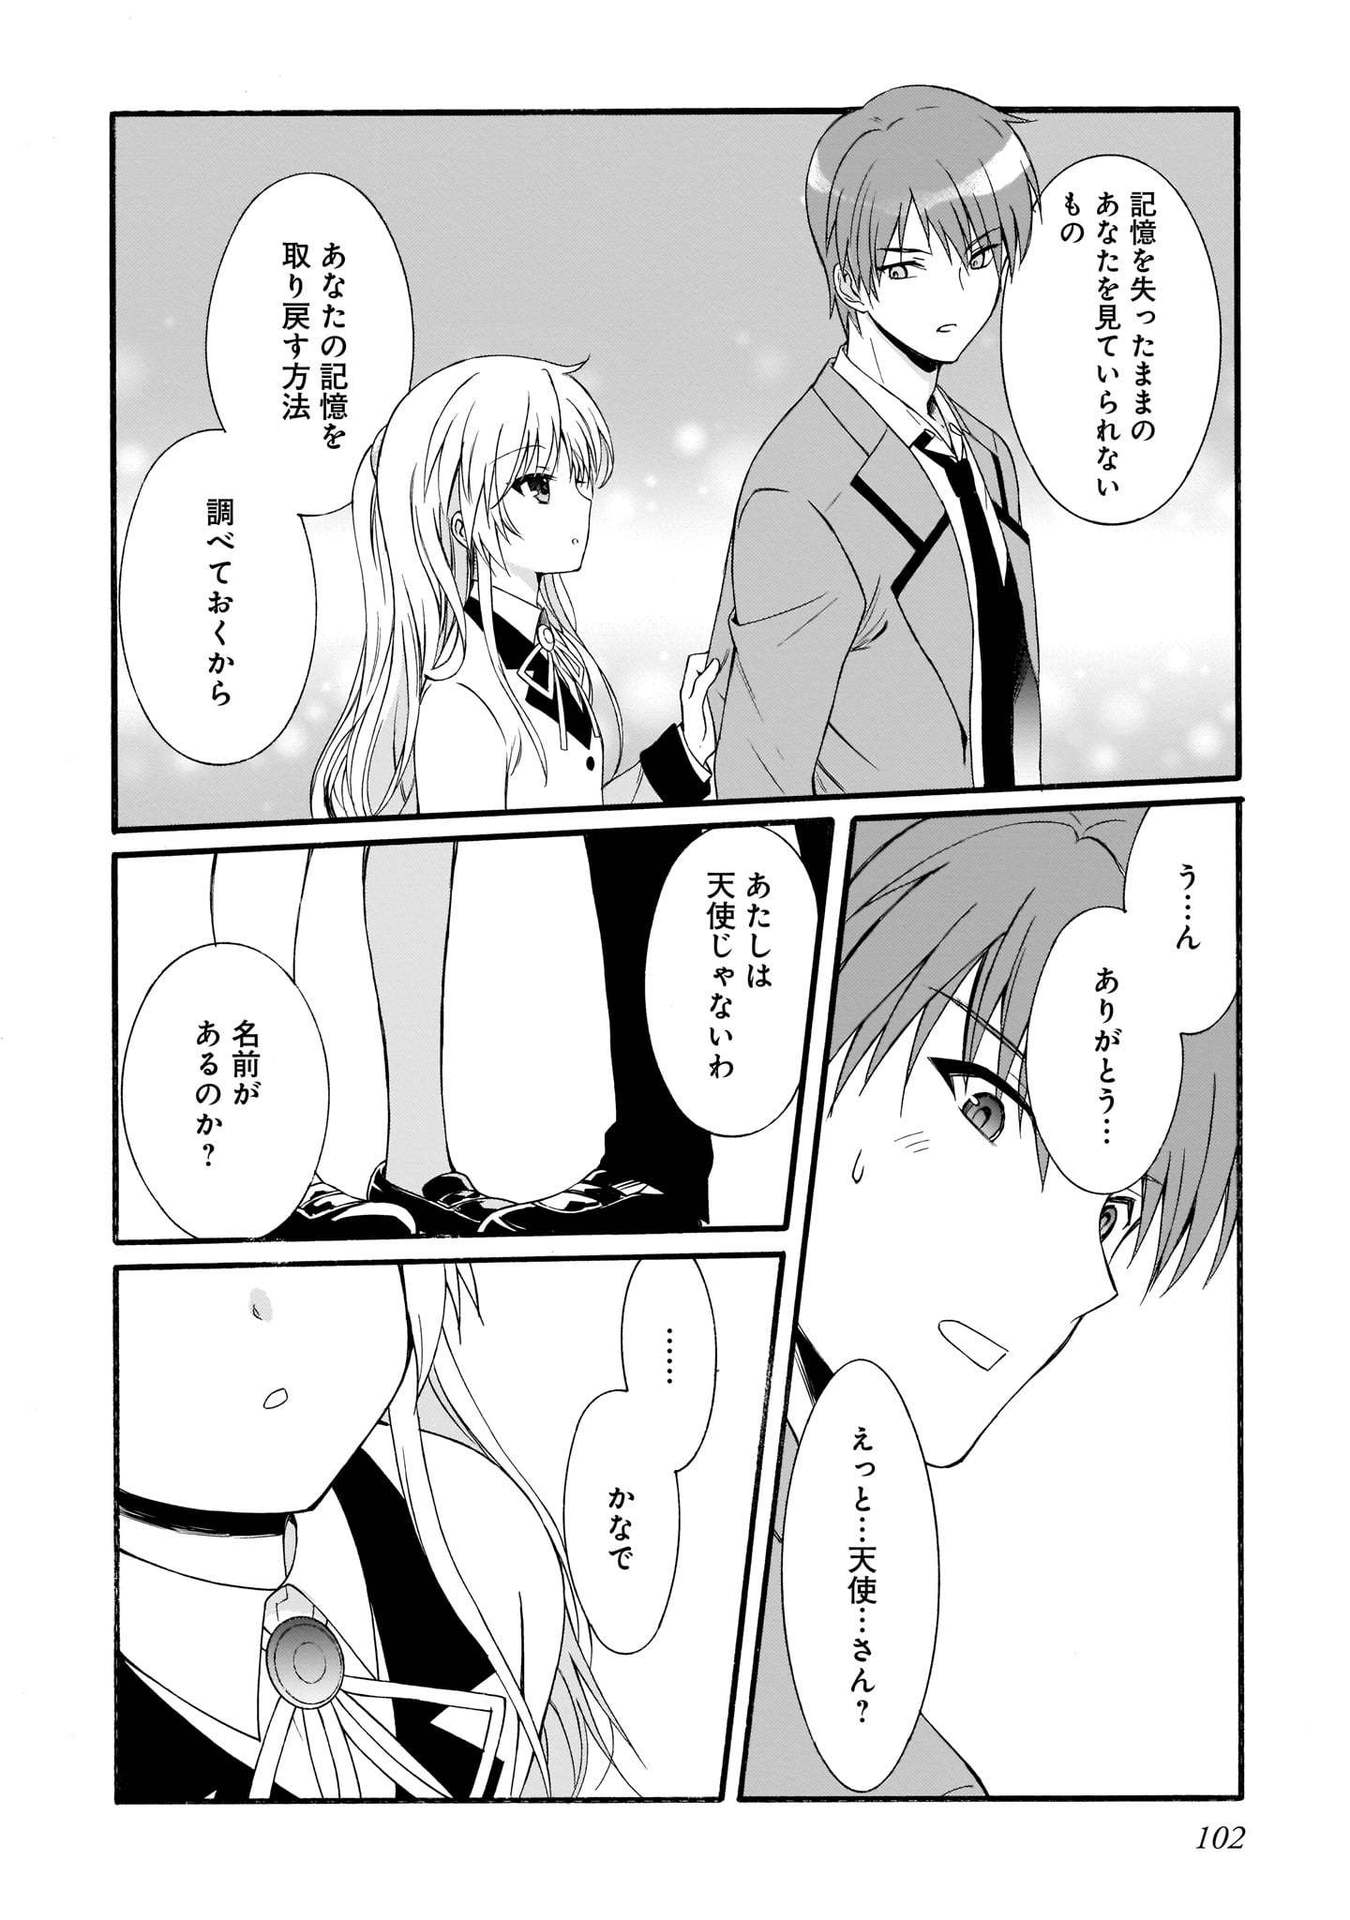 記憶を失ったままの
あなたを見ていられない
もの
あなたの記憶を
取り戻す方法
調べておくから
う…ん
ありがとう…
えっと…天使…さん？
あたしは
天使じゃないわ
名前が
あるのか？
……
かなで
102